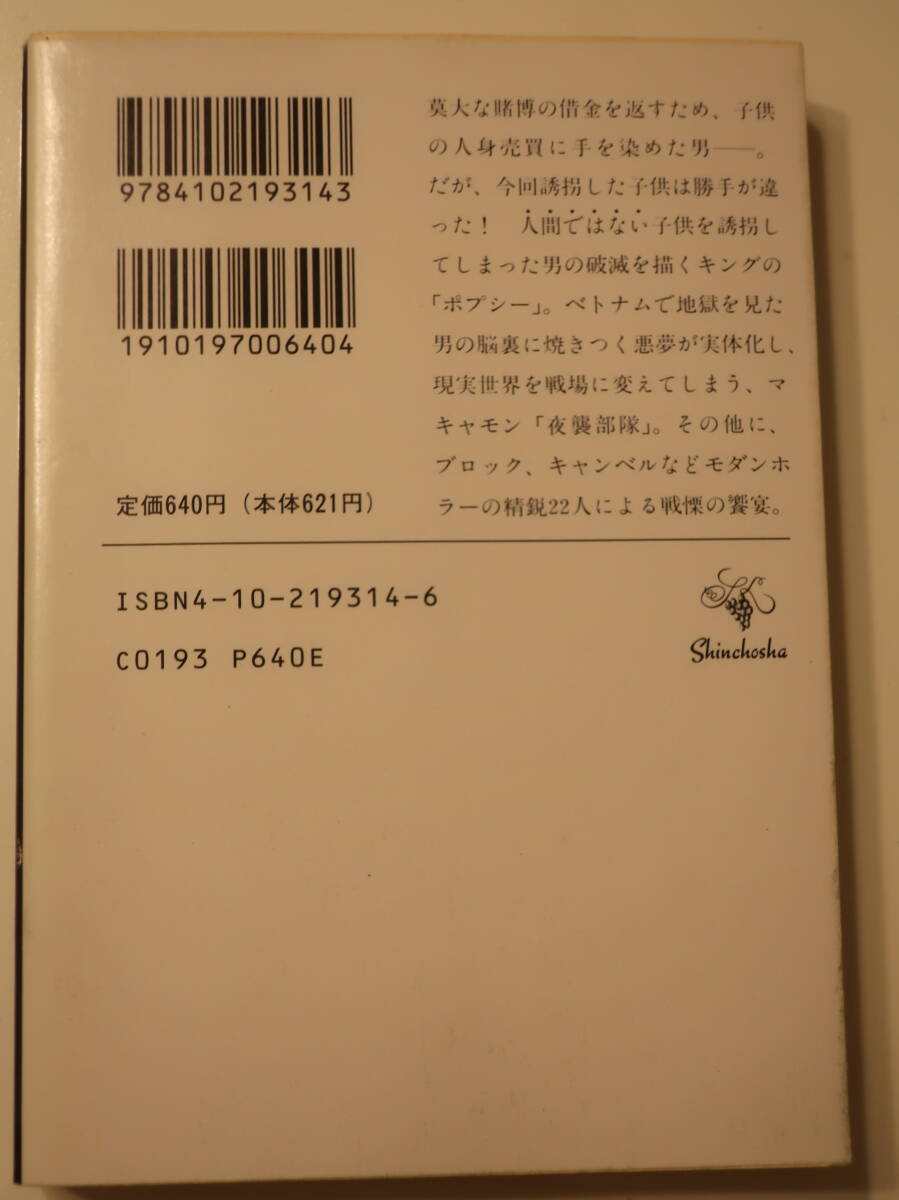 9784102193143
1910197006404
定価640円（本体621円）
莫大な賭博の借金を返すため、子供
の人身売買に手を染めた男――。
だが、今回誘拐した子供は勝手が違
った！　人間ではない子供を誘拐し
てしまった男の破滅を描くキングの
「ポプシー」。ベトナムで地獄を見た
男の脳裏に焼きつく悪夢が実体化し、
現実世界を戦場に変えてしまう、マ
キャモン「夜襲部隊」。その他に、
ブロック、キャンベルなどモダンホ
ラーの精鋭22人による戦慄の饗宴。
ISBN4-10-219314-6
C0193 P640E
Shinchosha